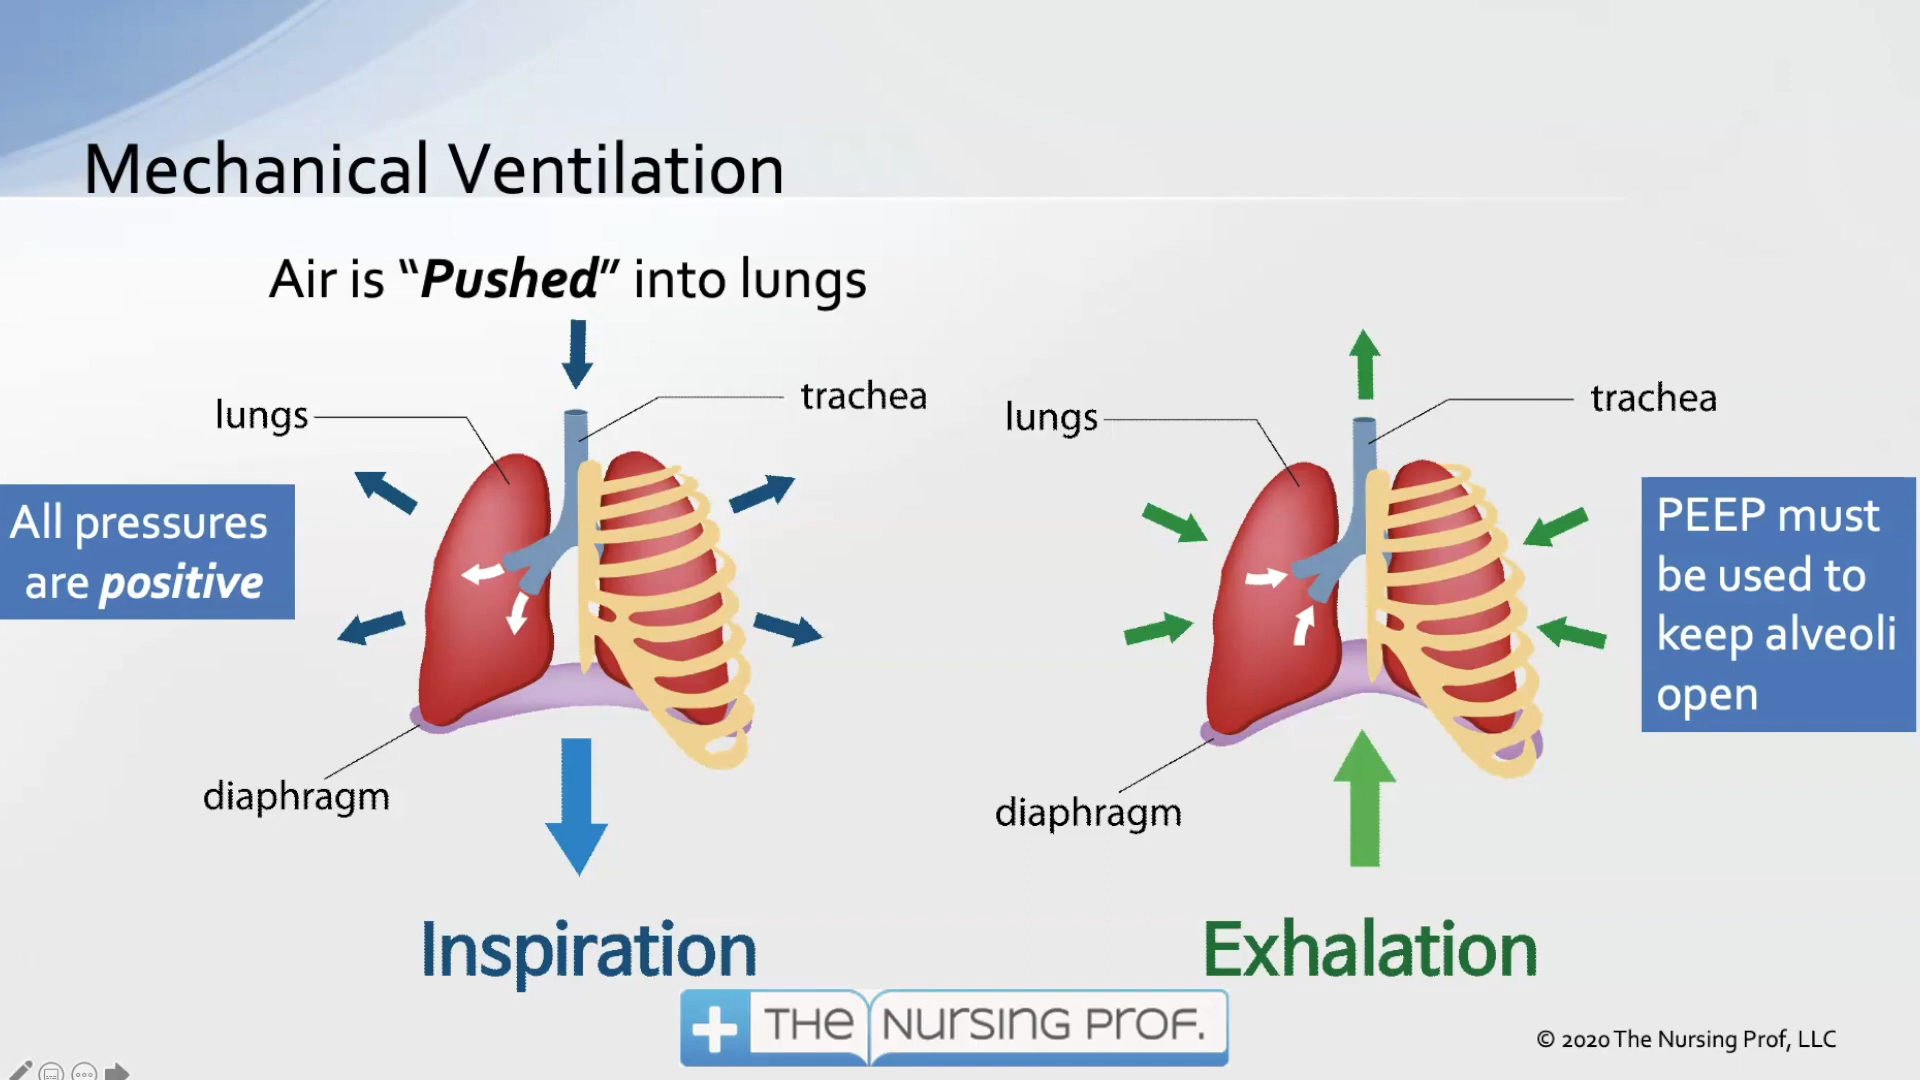 Mechanical Ventilation
Air is “Pushed” into lungs
lungs
trachea
All pressures
are positive
diaphragm
Inspiration
lungs
trachea
PEEP must
be used to
keep alveoli
open
diaphragm
Exhalation
THE NURSING PROF.
© 2020 The Nursing Prof, LLC